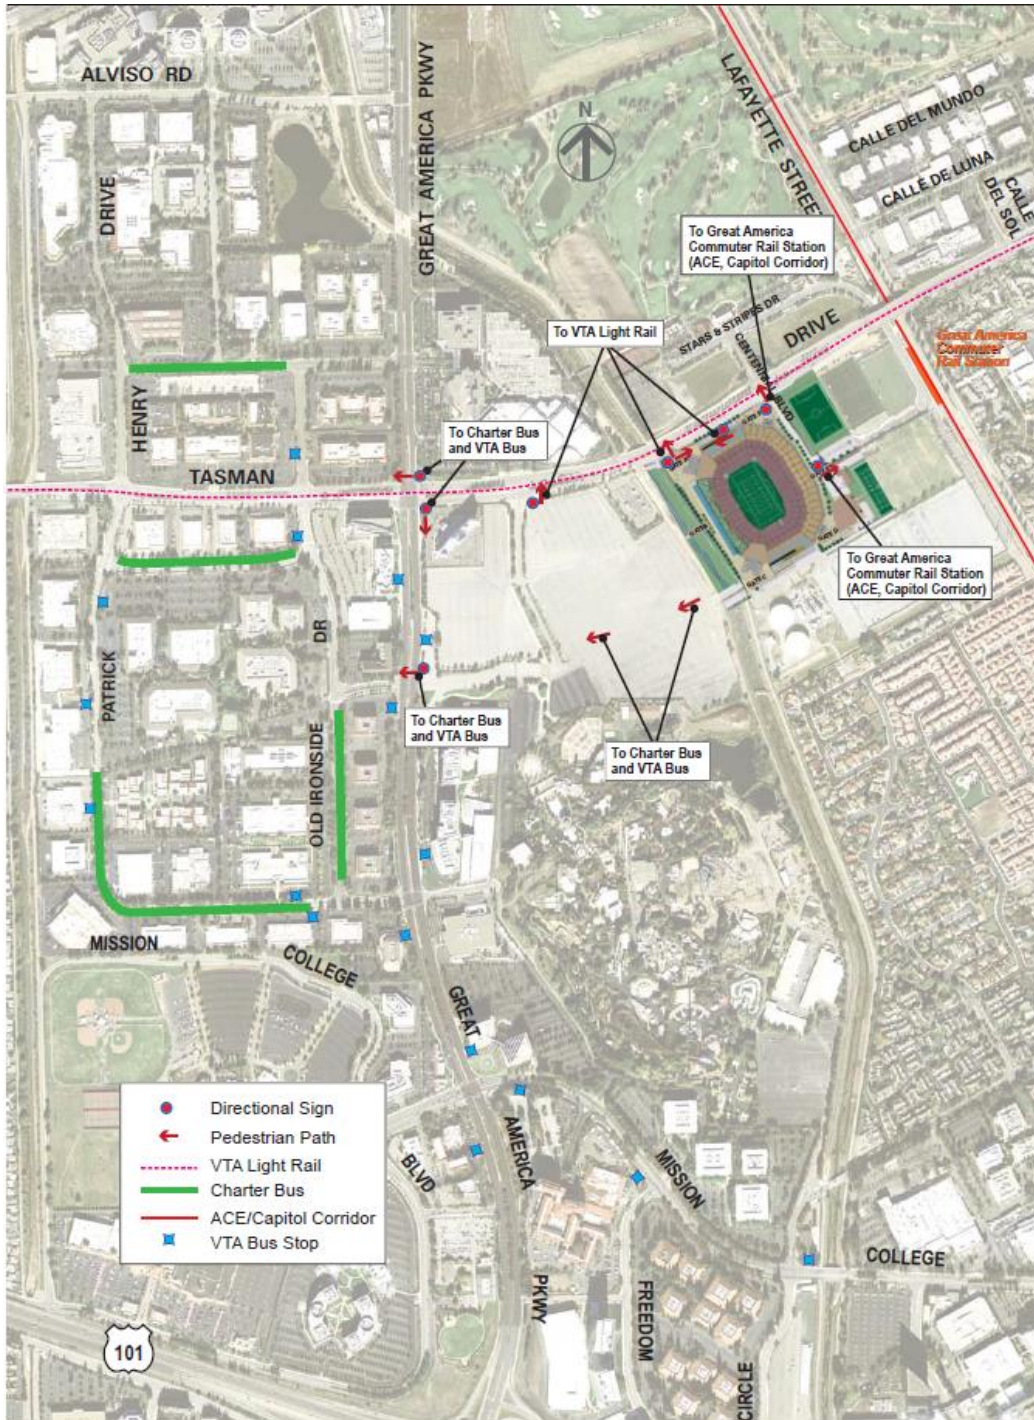 ALVISO RD
GREAT AMERICA PKWY
N
LAFAYETTE STREET
CALLE DEL MUNDO
CALLE DE LUNA
CALLE
DEL SOL
DRIVE
To Great America
Commuter Rail Station
(ACE, Capitol Corridor)
STARS & STRIPES DR
DRIVE
To VTA Light Rail
CENTENNIAL BLVD
Great America
Commuter
Rail Station
HENRY
To Charter Bus
and VTA Bus
TASMAN
To Great America
Commuter Rail Station
(ACE, Capitol Corridor)
GATE C
DR
PATRICK
To Charter Bus
and VTA Bus
To Charter Bus
and VTA Bus
OLD IRONSIDE
MISSION
COLLEGE
GREAT
AMERICA
PKWY
Directional Sign
Pedestrian Path
VTA Light Rail
Charter Bus
ACE/Capitol Corridor
VTA Bus Stop
BLVD
MISSION
COLLEGE
FREEDOM
CIRCLE
101